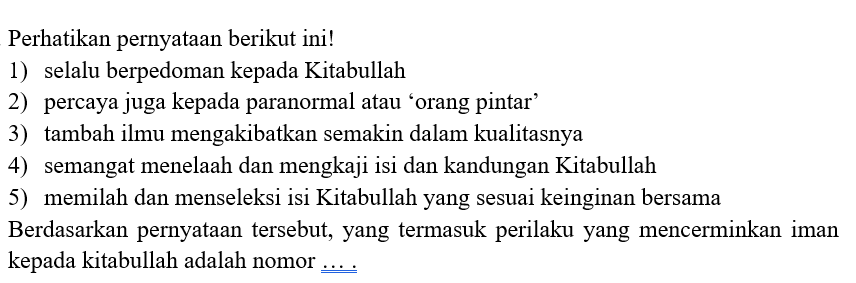 Perhatikan pernyataan berikut ini!
1) selalu berpedoman kepada Kitabullah
2) percaya juga kepada paranormal atau ‘orang pintar’
3) tambah ilmu mengakibatkan semakin dalam kualitasnya
4) semangat menelaah dan mengkaji isi dan kandungan Kitabullah
5) memilah dan menseleksi isi Kitabullah yang sesuai keinginan bersama
Berdasarkan pernyataan tersebut, yang termasuk perilaku yang mencerminkan iman
kepada kitabullah adalah nomor ... .